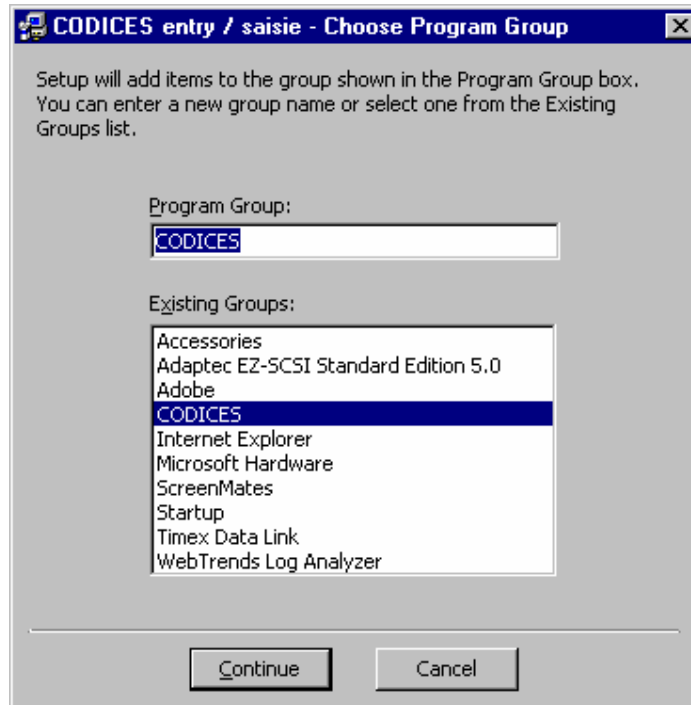 CODICES entry / saisie - Choose Program Group
Setup will add items to the group shown in the Program Group box.
You can enter a new group name or select one from the Existing
Groups list.
Program Group:
CODICES
Existing Groups:
Accessories
Adaptec EZ-SCSI Standard Edition 5.0
Adobe
CODICES
Internet Explorer
Microsoft Hardware
ScreenMates
Startup
Timex Data Link
WebTrends Log Analyzer
Continue
Cancel